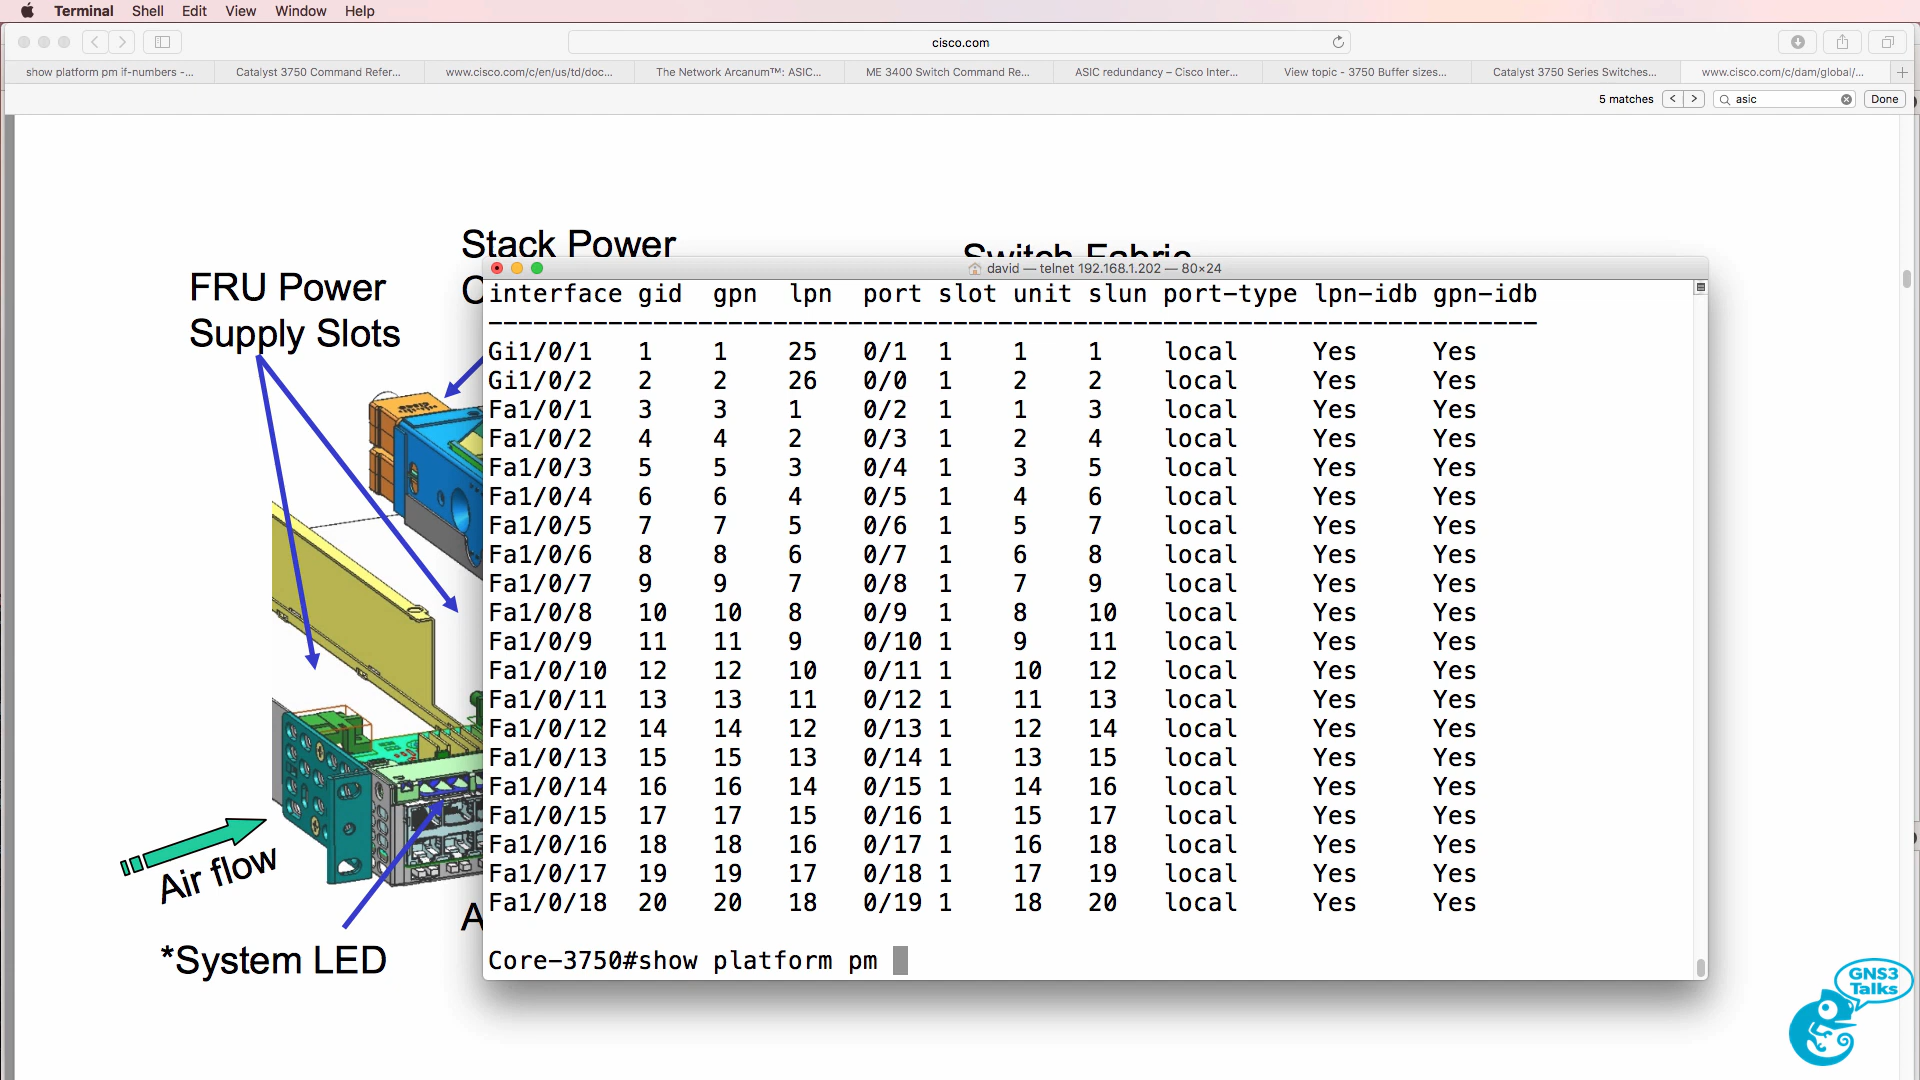 Terminal Shell Edit View Window Help
cisco.com
show platform pm if-numbers -... Catalyst 3750 Command Refer... www.cisco.com/c/en/us/td/doc... The Network Arcanum™: ASIC... ME 3400 Switch Command Re... ASIC redundancy – Cisco Inter... View topic - 3750 Buffer sizes... Catalyst 3750 Series Switches... www.cisco.com/c/dam/global/...
5 matches asic Done
Stack Power
FRU Power
Supply Slots
david — telnet 192.168.1.202 — 80×24
interface gid gpn lpn port slot unit slun port-type lpn-idb gpn-idb
Gi1/0/1 1 1 25 0/1 1 1 1 local Yes Yes
Gi1/0/2 2 2 26 0/0 1 2 2 local Yes Yes
Fa1/0/1 3 3 1 0/2 1 1 3 local Yes Yes
Fa1/0/2 4 4 2 0/3 1 2 4 local Yes Yes
Fa1/0/3 5 5 3 0/4 1 3 5 local Yes Yes
Fa1/0/4 6 6 4 0/5 1 4 6 local Yes Yes
Fa1/0/5 7 7 5 0/6 1 5 7 local Yes Yes
Fa1/0/6 8 8 6 0/7 1 6 8 local Yes Yes
Fa1/0/7 9 9 7 0/8 1 7 9 local Yes Yes
Fa1/0/8 10 10 8 0/9 1 8 10 local Yes Yes
Fa1/0/9 11 11 9 0/10 1 9 11 local Yes Yes
Fa1/0/10 12 12 10 0/11 1 10 12 local Yes Yes
Fa1/0/11 13 13 11 0/12 1 11 13 local Yes Yes
Fa1/0/12 14 14 12 0/13 1 12 14 local Yes Yes
Fa1/0/13 15 15 13 0/14 1 13 15 local Yes Yes
Fa1/0/14 16 16 14 0/15 1 14 16 local Yes Yes
Fa1/0/15 17 17 15 0/16 1 15 17 local Yes Yes
Fa1/0/16 18 18 16 0/17 1 16 18 local Yes Yes
Fa1/0/17 19 19 17 0/18 1 17 19 local Yes Yes
Fa1/0/18 20 20 18 0/19 1 18 20 local Yes Yes
Core-3750#show platform pm
Air flow
*System LED
GNS3
Talks